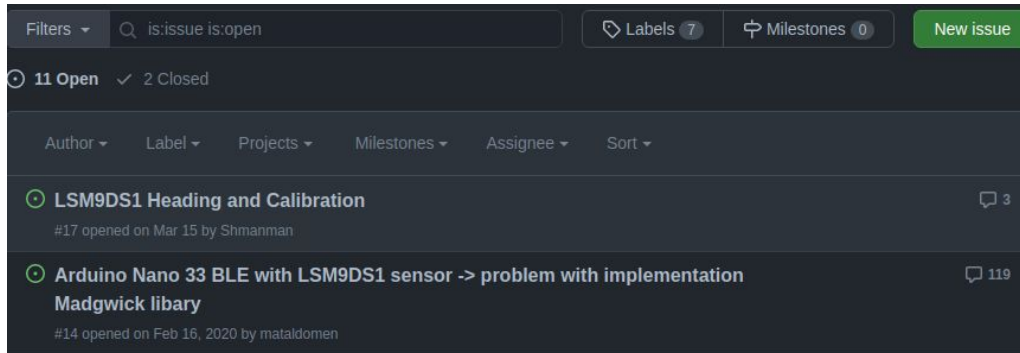 Filters is:issue is:open Labels 7 Milestones 0 New issue
11 Open 2 Closed
Author Label Projects Milestones Assignee Sort
LSM9DS1 Heading and Calibration 3
#17 opened on Mar 15 by Shmanman
Arduino Nano 33 BLE with LSM9DS1 sensor -> problem with implementation 119
Madgwick libary
#14 opened on Feb 16, 2020 by mataldomen